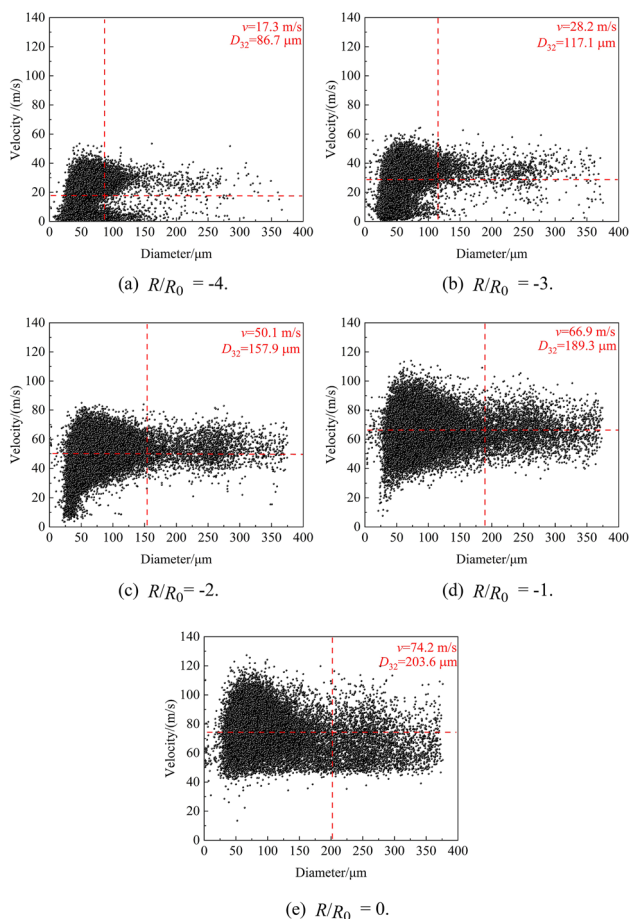 v=17.3 m/s
D32=86.7 μm
140
120
100
80
60
40
20
0
Velocity /(m/s)
0 50 100 150 200 250 300 350 400
Diameter/μm
(a) R/R0 = -4.
v=28.2 m/s
D32=117.1 μm
140
120
100
80
60
40
20
0
Velocity/(m/s)
0 50 100 150 200 250 300 350 400
Diameter/μm
(b) R/R0 = -3.
v=50.1 m/s
D32=157.9 μm
140
120
100
80
60
40
20
0
Velocity/(m/s)
0 50 100 150 200 250 300 350 400
Diameter/μm
(c) R/R0= -2.
v=66.9 m/s
D32=189.3 μm
140
120
100
80
60
40
20
0
Velocity/(m/s)
0 50 100 150 200 250 300 350 400
Diameter/μm
(d) R/R0 = -1.
v=74.2 m/s
D32=203.6 μm
140
120
100
80
60
40
20
0
Velocity/(m/s)
0 50 100 150 200 250 300 350 400
Diameter/μm
(e) R/R0 = 0.